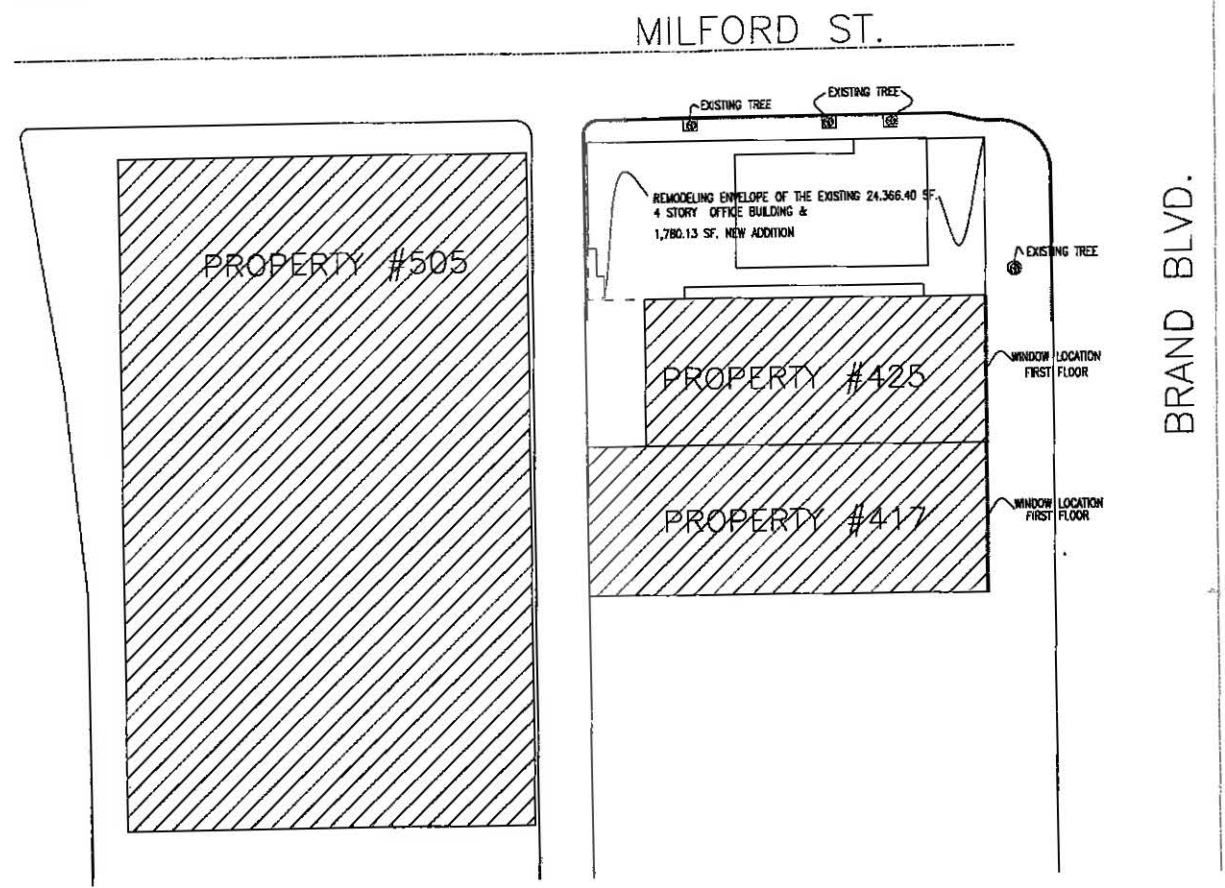 MILFORD ST.
EXISTING TREE
EXISTING TREE
REMODELING ENVELOPE OF THE EXISTING 24,366.40 SF.
4 STORY OFFICE BUILDING &
1,780.13 SF. NEW ADDITION
PROPERTY #505
EXISTING TREE
BRAND BLVD.
PROPERTY #425
WINDOW LOCATION
FIRST FLOOR
PROPERTY #417
WINDOW LOCATION
FIRST FLOOR